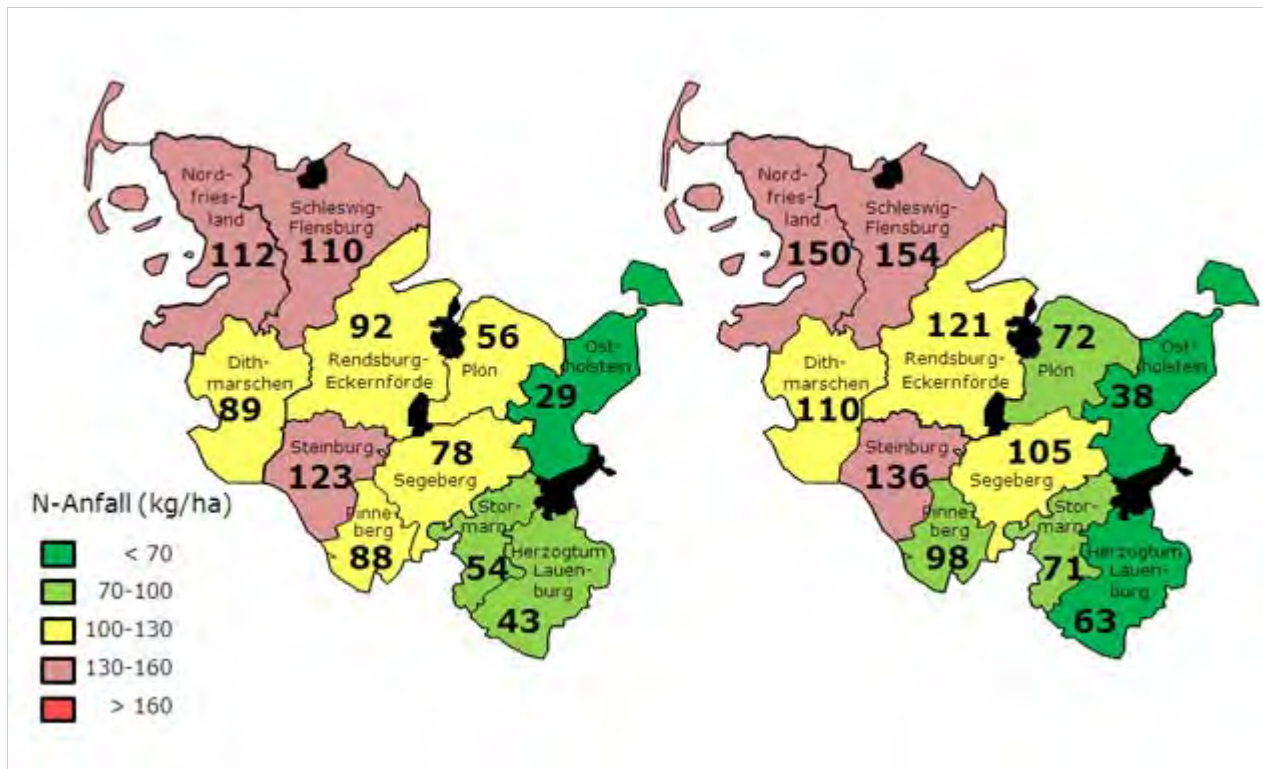 Nord-
fries-
land
112
Schleswig-
Flensburg
110
92
Rendsburg-
Eckernförde
56
Plön
Ost-
holstein
29
Dith-
marschen
89
Steinburg
123
78
Segeberg
Pinne-
berg
88
Stor-
marn
54
Herzogtum
Lauen-
burg
43
Nord-
fries-
land
150
Schleswig-
Flensburg
154
121
Rendsburg-
Eckernförde
72
Plön
Ost-
holstein
38
Dith-
marschen
110
Steinburg
136
105
Segeberg
Pinne-
berg
98
Stor-
marn
71
Herzogtum
Lauen-
burg
63
N-Anfall (kg/ha)
< 70
70-100
100-130
130-160
> 160